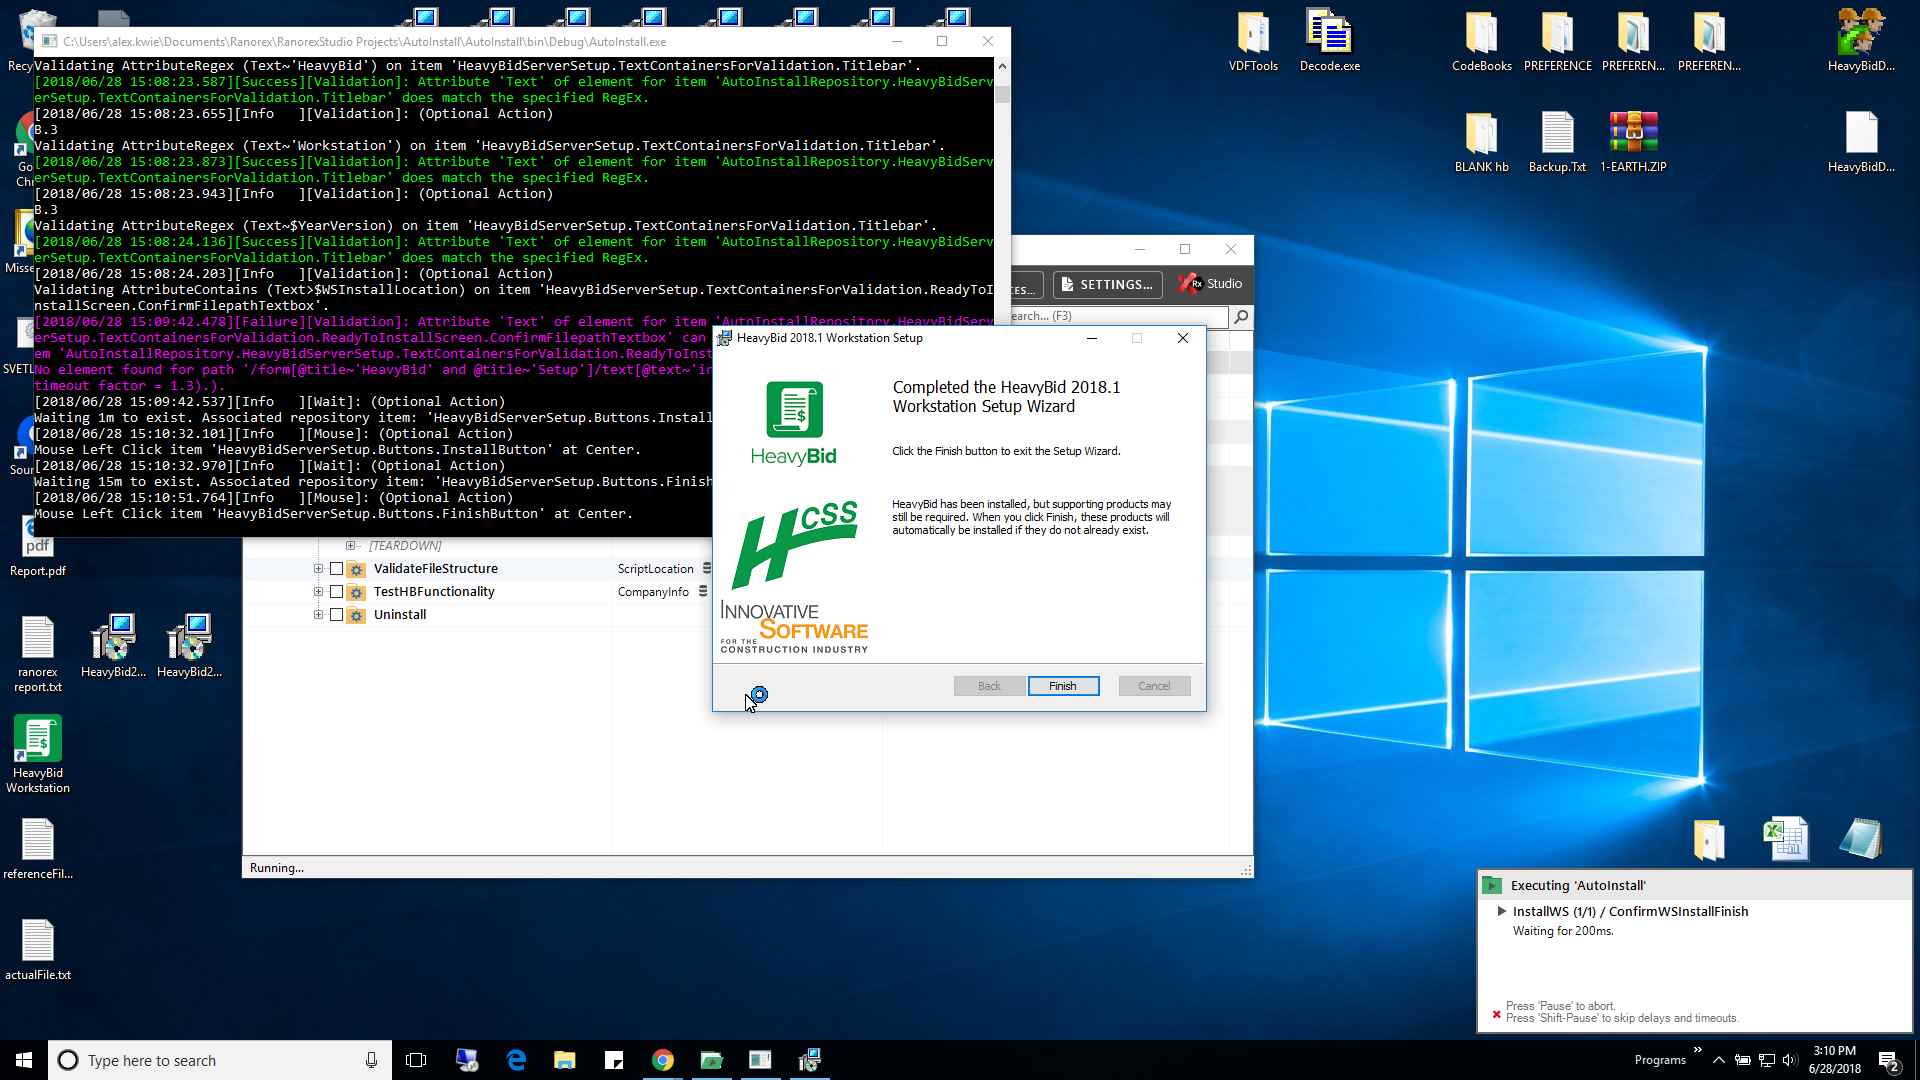 C:\Users\alex.kwie\Documents\Ranorex\RanorexStudio Projects\AutoInstall\AutoInstall\bin\Debug\AutoInstall.exe
Validating AttributeRegex (Text~'HeavyBid') on item 'HeavyBidServerSetup.TextContainersForValidation.Titlebar'.
[2018/06/28 15:08:23.587][Success][Validation]: Attribute 'Text' of element for item 'AutoInstallRepository.HeavyBidServ
erSetup.TextContainersForValidation.Titlebar' does match the specified RegEx.
[2018/06/28 15:08:23.655][Info   ][Validation]: (Optional Action)
B.3
Validating AttributeRegex (Text~'Workstation') on item 'HeavyBidServerSetup.TextContainersForValidation.Titlebar'.
[2018/06/28 15:08:23.873][Success][Validation]: Attribute 'Text' of element for item 'AutoInstallRepository.HeavyBidServ
erSetup.TextContainersForValidation.Titlebar' does match the specified RegEx.
[2018/06/28 15:08:23.943][Info   ][Validation]: (Optional Action)
B.3
Validating AttributeRegex (Text~$YearVersion) on item 'HeavyBidServerSetup.TextContainersForValidation.Titlebar'.
[2018/06/28 15:08:24.136][Success][Validation]: Attribute 'Text' of element for item 'AutoInstallRepository.HeavyBidServ
erSetup.TextContainersForValidation.Titlebar' does match the specified RegEx.
[2018/06/28 15:08:24.203][Info   ][Validation]: (Optional Action)
Validating AttributeContains (Text>$WSInstallLocation) on item 'HeavyBidServerSetup.TextContainersForValidation.ReadyToI
nstallScreen.ConfirmFilepathTextbox'.
[2018/06/28 15:09:42.478][Failure][Validation]: Attribute 'Text' of element for item 'AutoInstallRepository.HeavyBidServ
erSetup.TextContainersForValidation.ReadyToInstallScreen.ConfirmFilepathTextbox' can
em 'AutoInstallRepository.HeavyBidServerSetup.TextContainersForValidation.ReadyToInst
No element found for path '/form[@title~'HeavyBid' and @title~'Setup']/text[@text~'in
timeout factor = 1.3).).
[2018/06/28 15:09:42.537][Info   ][Wait]: (Optional Action)
Waiting 1m to exist. Associated repository item: 'HeavyBidServerSetup.Buttons.Install
[2018/06/28 15:10:32.101][Info   ][Mouse]: (Optional Action)
Mouse Left Click item 'HeavyBidServerSetup.Buttons.InstallButton' at Center.
[2018/06/28 15:10:32.970][Info   ][Wait]: (Optional Action)
Waiting 15m to exist. Associated repository item: 'HeavyBidServerSetup.Buttons.Finish
[2018/06/28 15:10:51.764][Info   ][Mouse]: (Optional Action)
Mouse Left Click item 'HeavyBidServerSetup.Buttons.FinishButton' at Center.
SETTINGS...
Studio
earch... (F3)
[TEARDOWN]
ValidateFileStructure
ScriptLocation
TestHBFunctionality
CompanyInfo
Uninstall
Running...
HeavyBid 2018.1 Workstation Setup
HeavyBid
Completed the HeavyBid 2018.1
Workstation Setup Wizard
Click the Finish button to exit the Setup Wizard.
HeavyBid has been installed, but supporting products may
still be required. When you click Finish, these products will
automatically be installed if they do not already exist.
HCSS
INNOVATIVE
SOFTWARE
FOR THE
CONSTRUCTION INDUSTRY
Back
Finish
Cancel
VDFTools
Decode.exe
CodeBooks
PREFERENCE
PREFEREN...
PREFEREN...
HeavyBidD...
BLANK hb
Backup.Txt
1-EARTH.ZIP
HeavyBidD...
Recy
Go
Chr
Misse
SVETL
Sour
pdf
Report.pdf
ranorex
report.txt
HeavyBid2...
HeavyBid2...
HeavyBid
Workstation
referenceFil...
actualFile.txt
Executing 'AutoInstall'
InstallWS (1/1) / ConfirmWSInstallFinish
Waiting for 200ms.
Press 'Pause' to abort.
Press 'Shift-Pause' to skip delays and timeouts.
Type here to search
Programs
3:10 PM
6/28/2018
2